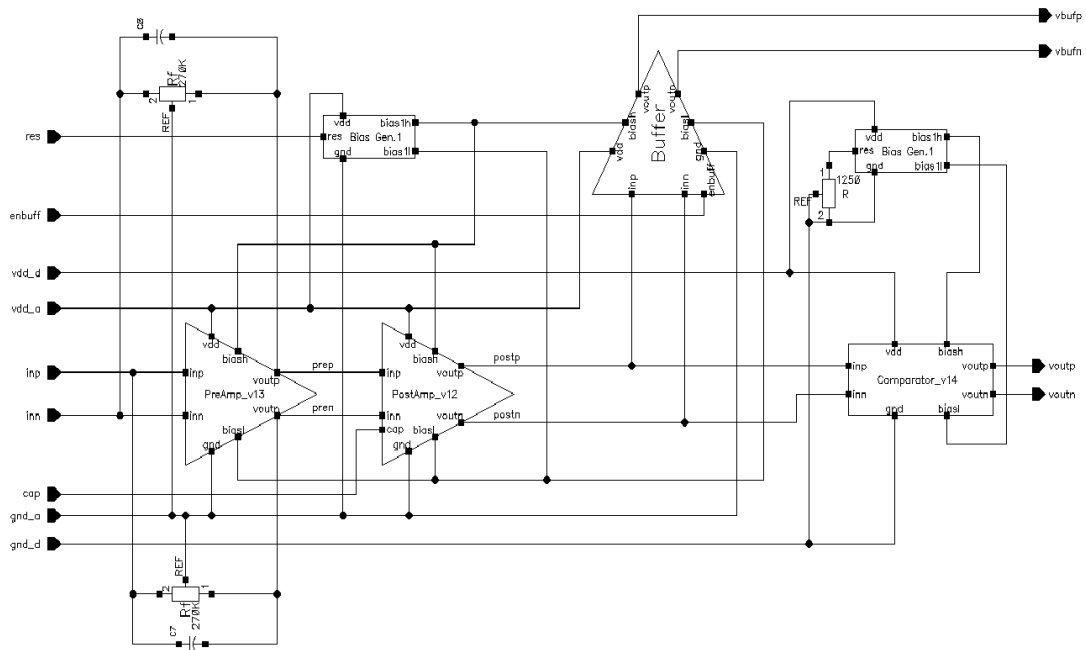 vbufp
C8
Rf
270K
2
1
REF
vbufn
voutp
voutn
Buffer
vdd
biash
biasl
gnd
inp
inn
enbuff
res
vdd
res
bias1h
Bias Gen.1
gnd
bias1l
vdd
res
bias1h
Bias Gen.1
gnd
bias1l
1
1250
R
REF
2
enbuff
vdd_d
vdd_a
vdd
biash
inp
voutp
PreAmp_v13
inn
voutn
biasl
gnd
prep
pren
vdd
biash
inp
voutp
PostAmp_v12
inn
voutn
cap
biasl
gnd
postp
postn
vdd
biash
inp
voutp
Comparator_v14
inn
voutn
gnd
biasl
voutp
voutn
inp
inn
cap
gnd_a
gnd_d
REF
2
1
Rf
270K
C7